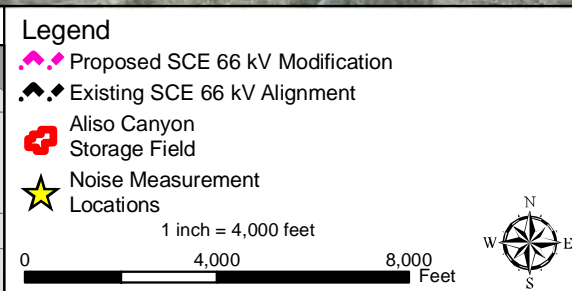 Legend
Proposed SCE 66 kV Modification
Existing SCE 66 kV Alignment
Aliso Canyon
Storage Field
Noise Measurement
Locations
1 inch = 4,000 feet
0 4,000 8,000
Feet
N
W E
S